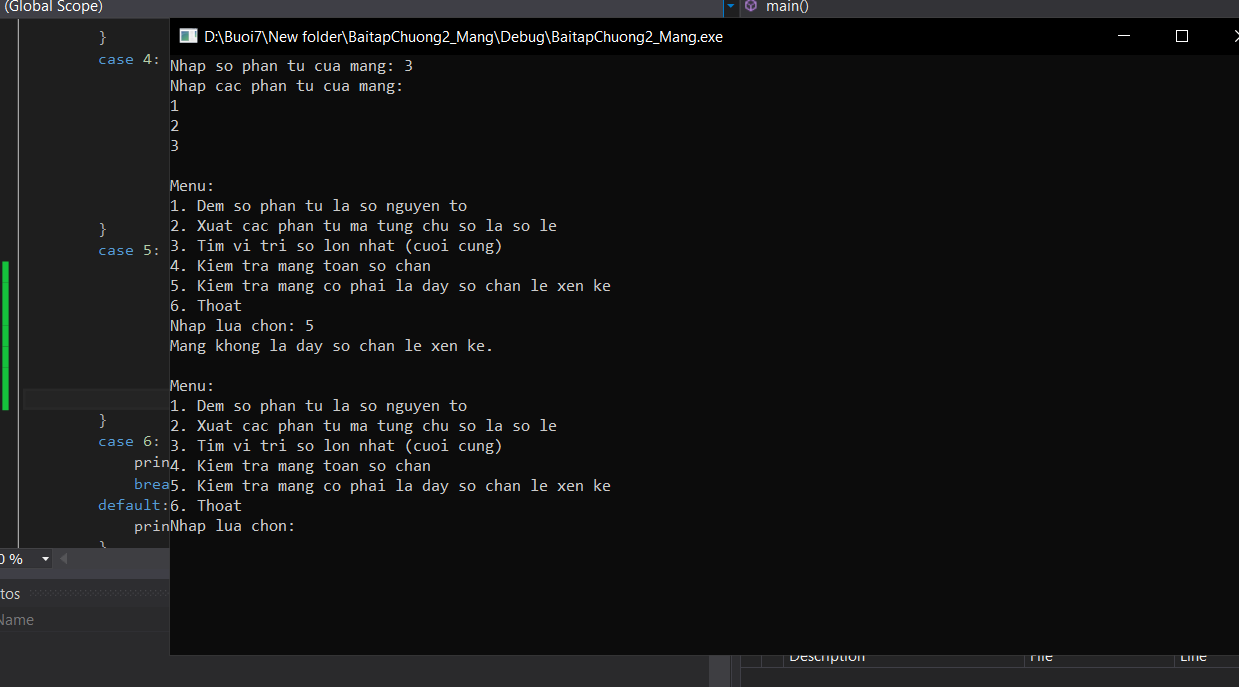 (Global Scope)
main()
D:\Buoi7\New folder\BaitapChuong2_Mang\Debug\BaitapChuong2_Mang.exe
}
case 4:
}
case 5:
}
case 6:
prin
brea
default:
prin
}
Nhap so phan tu cua mang: 3
Nhap cac phan tu cua mang:
1
2
3
Menu:
1. Dem so phan tu la so nguyen to
2. Xuat cac phan tu ma tung chu so la so le
3. Tim vi tri so lon nhat (cuoi cung)
4. Kiem tra mang toan so chan
5. Kiem tra mang co phai la day so chan le xen ke
6. Thoat
Nhap lua chon: 5
Mang khong la day so chan le xen ke.
Menu:
1. Dem so phan tu la so nguyen to
2. Xuat cac phan tu ma tung chu so la so le
3. Tim vi tri so lon nhat (cuoi cung)
4. Kiem tra mang toan so chan
5. Kiem tra mang co phai la day so chan le xen ke
6. Thoat
Nhap lua chon:
0 %
tos
Name
Description
File
Line